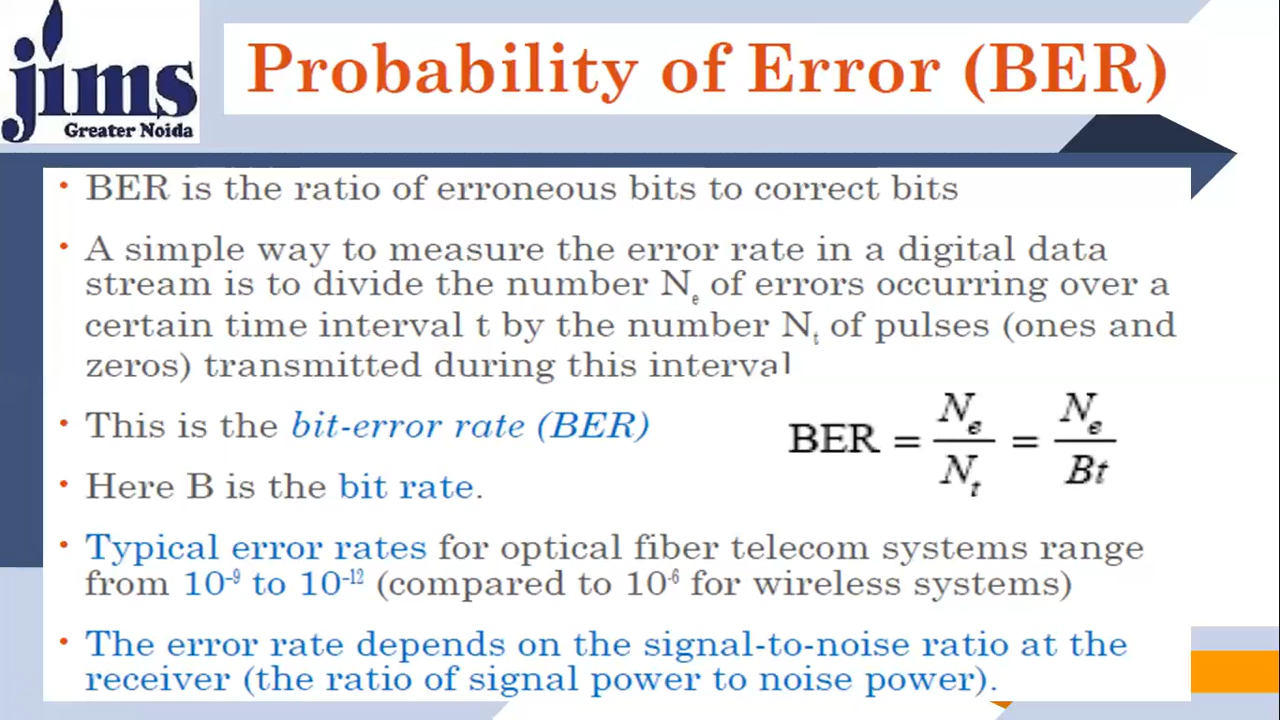 jims
Greater Noida
Probability of Error (BER)
• BER is the ratio of erroneous bits to correct bits
• A simple way to measure the error rate in a digital data
stream is to divide the number Nₑ of errors occurring over a
certain time interval t by the number Nₜ of pulses (ones and
zeros) transmitted during this interval
• This is the bit-error rate (BER)
BER = Nₑ/Nₜ = Nₑ/Bt
• Here B is the bit rate.
• Typical error rates for optical fiber telecom systems range
from 10⁻⁹ to 10⁻¹² (compared to 10⁻⁶ for wireless systems)
• The error rate depends on the signal-to-noise ratio at the
receiver (the ratio of signal power to noise power).